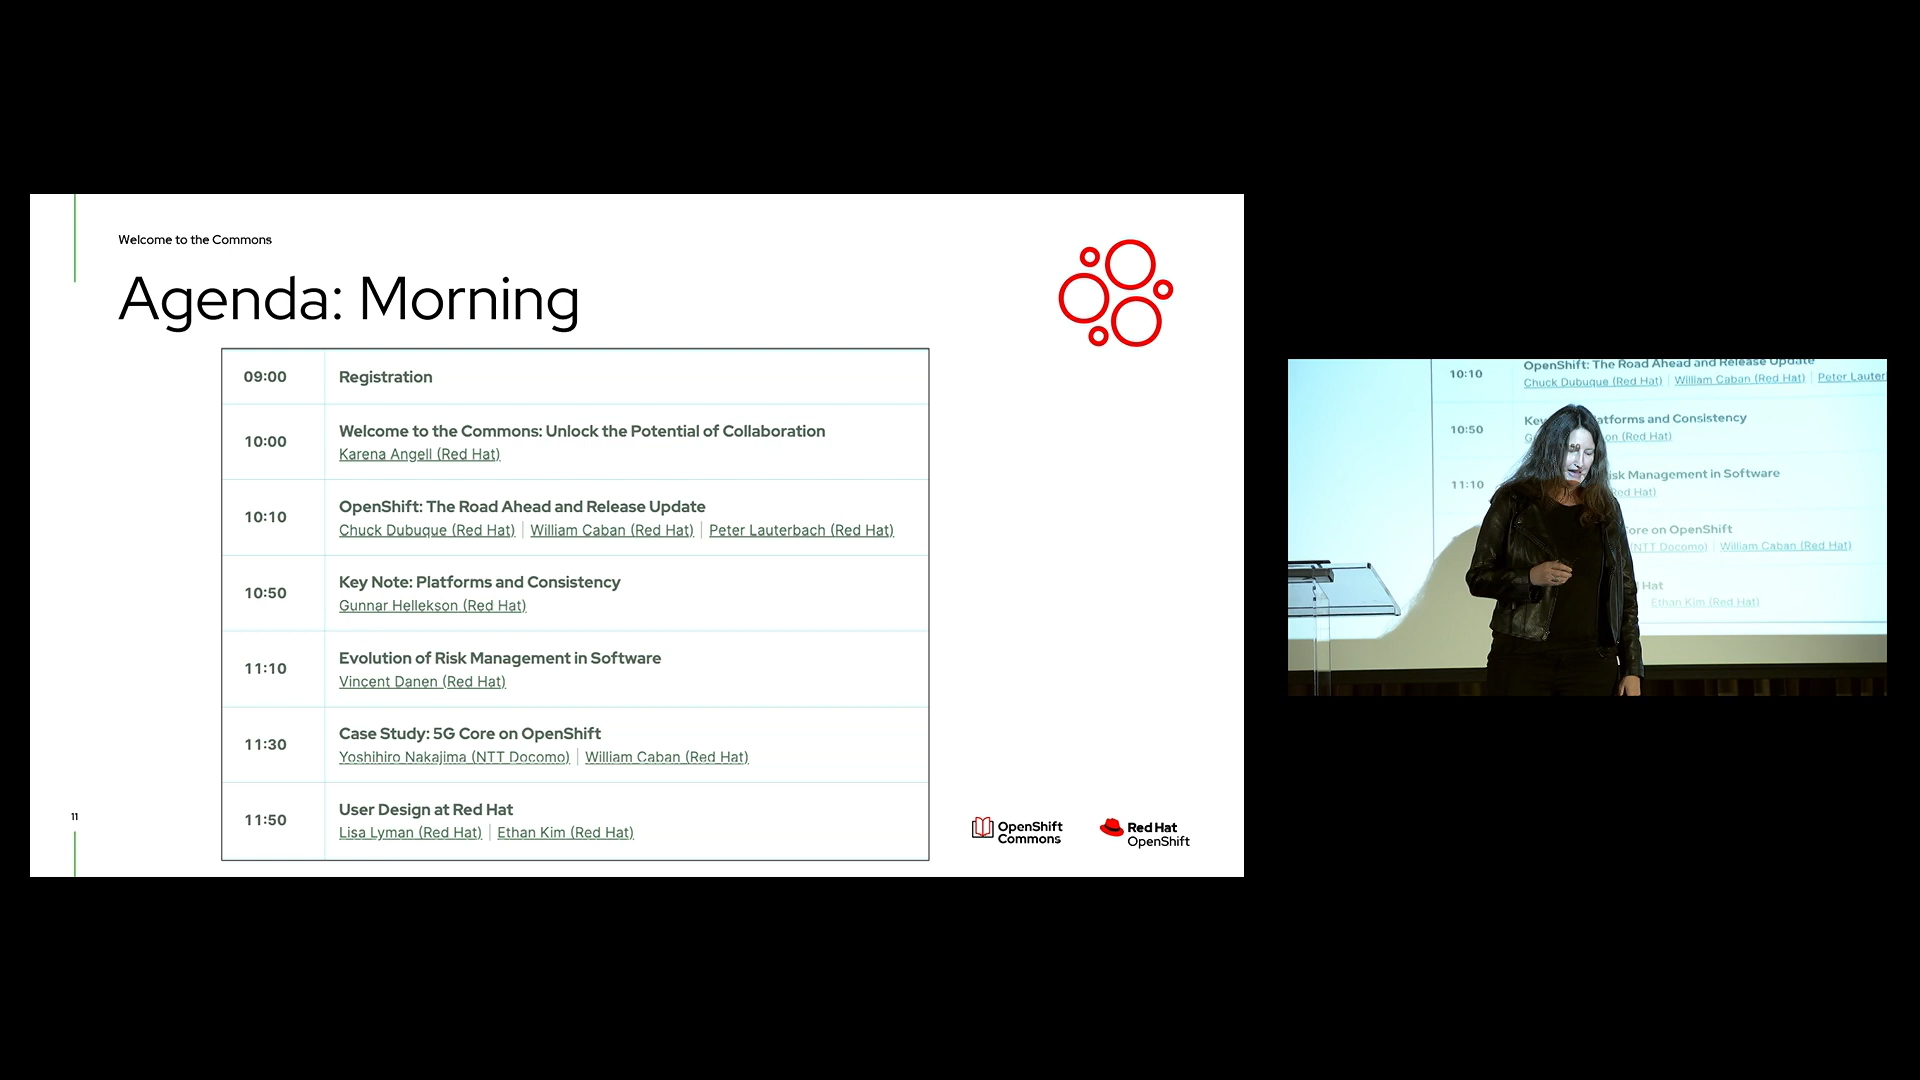 Welcome to the Commons
Agenda: Morning
09:00 Registration
10:00 Welcome to the Commons: Unlock the Potential of Collaboration
Karena Angell (Red Hat)
10:10 OpenShift: The Road Ahead and Release Update
Chuck Dubuque (Red Hat) | William Caban (Red Hat) | Peter Lauterbach (Red Hat)
10:50 Key Note: Platforms and Consistency
Gunnar Hellekson (Red Hat)
11:10 Evolution of Risk Management in Software
Vincent Danen (Red Hat)
11:30 Case Study: 5G Core on OpenShift
Yoshihiro Nakajima (NTT Docomo) | William Caban (Red Hat)
11:50 User Design at Red Hat
Lisa Lyman (Red Hat) | Ethan Kim (Red Hat)
11
OpenShift
Commons
Red Hat
OpenShift
10:10 OpenShift: The Road Ahead and Release Update
Chuck Dubuque (Red Hat) | William Caban (Red Hat) | Peter Lauter
10:50 Key atforms and Consistency
on (Red Hat)
11:10 isk Management in Software
Red Hat)
Core on OpenShift
(NTT Docomo) | William Caban (Red Hat)
Hat
Ethan Kim (Red Hat)